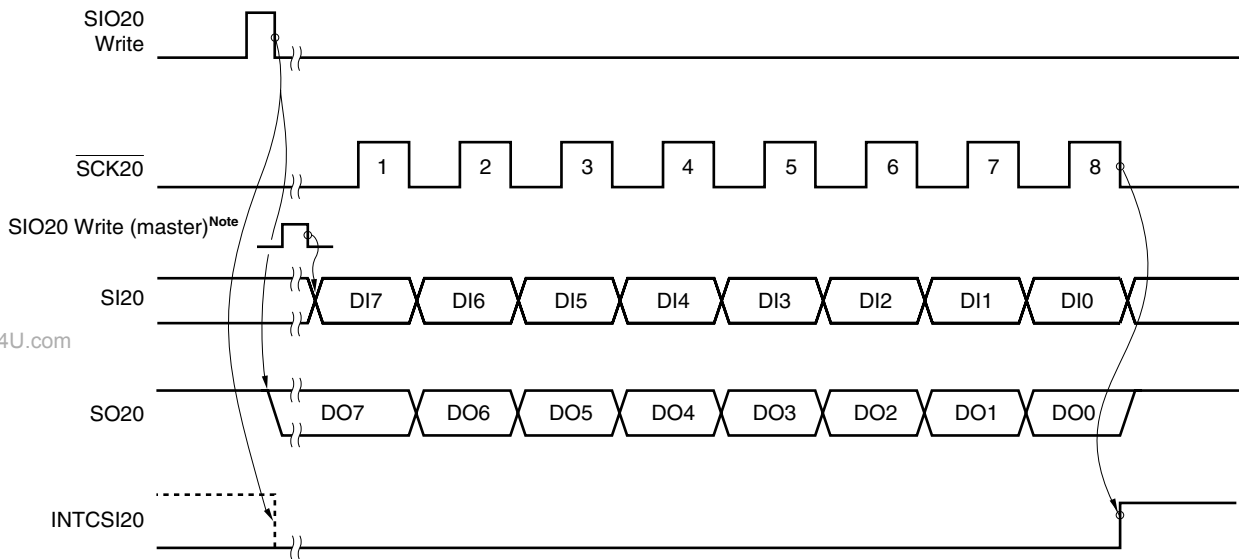 SIO20
Write
SCK20
1 2 3 4 5 6 7 8
SIO20 Write (master)Note
SI20
DI7 DI6 DI5 DI4 DI3 DI2 DI1 DI0
4U.com
SO20
DO7 DO6 DO5 DO4 DO3 DO2 DO1 DO0
INTCSI20